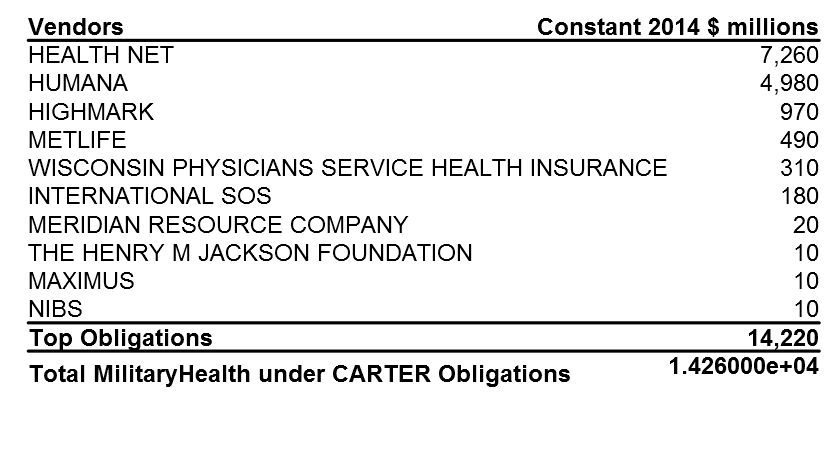 Vendors Constant 2014 $ millions
HEALTH NET 7,260
HUMANA 4,980
HIGHMARK 970
METLIFE 490
WISCONSIN PHYSICIANS SERVICE HEALTH INSURANCE 310
INTERNATIONAL SOS 180
MERIDIAN RESOURCE COMPANY 20
THE HENRY M JACKSON FOUNDATION 10
MAXIMUS 10
NIBS 10
Top Obligations 14,220
Total MilitaryHealth under CARTER Obligations 1.426000e+04